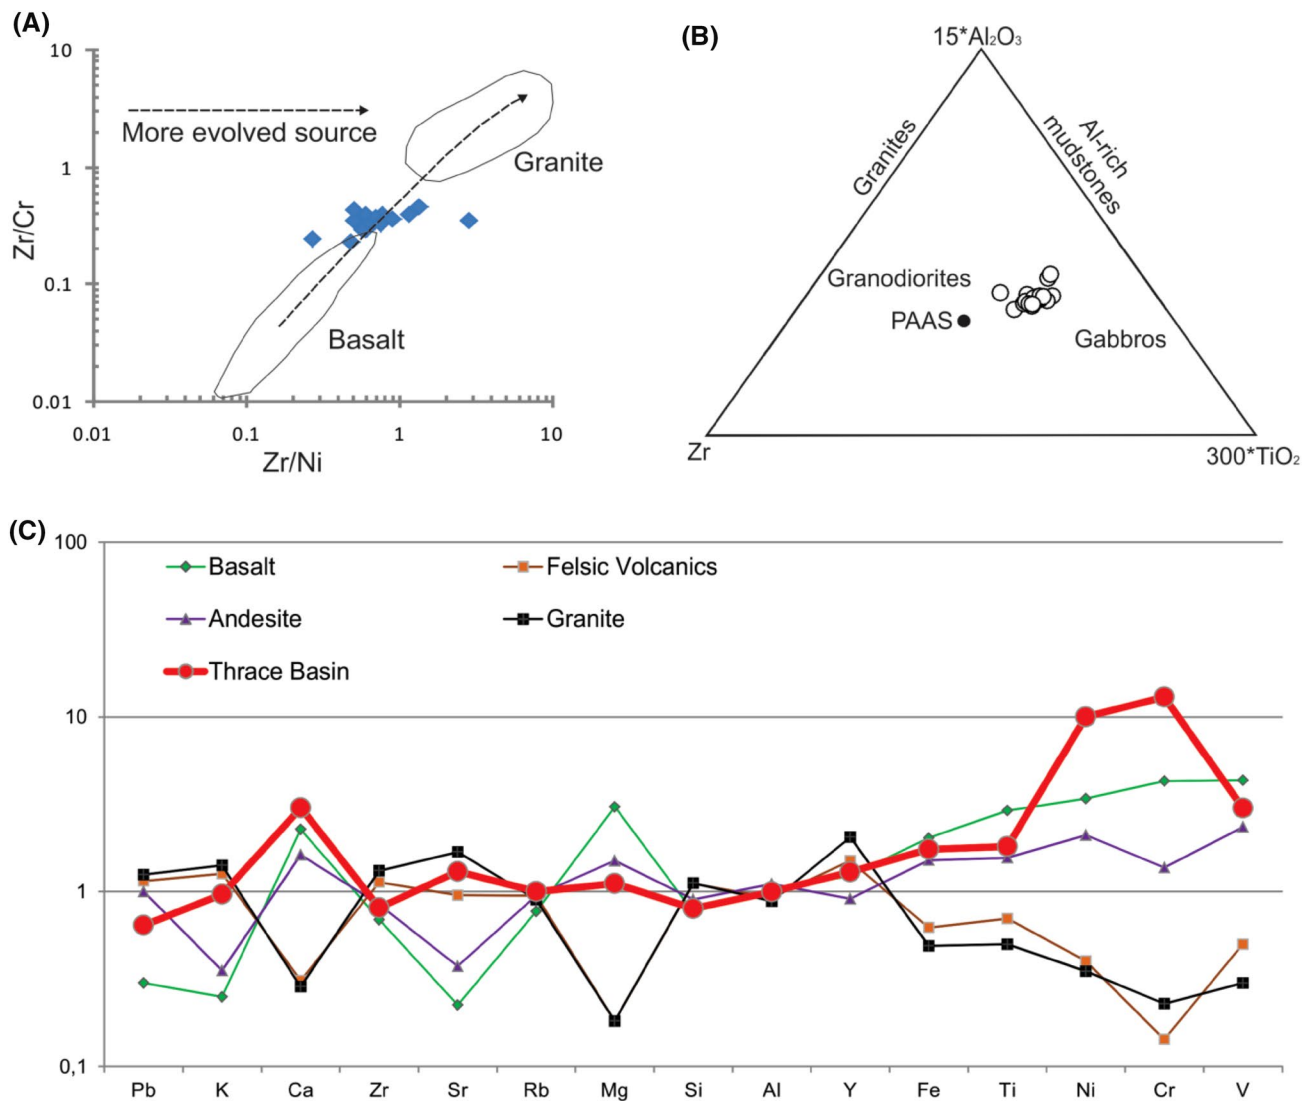 (A)
10
1
0.1
0.01
Zr/Cr
More evolved source
Granite
Basalt
0.01
0.1
1
10
Zr/Ni
(B)
15*Al₂O₃
Granites
Al-rich
mudstones
Granodiorites
PAAS
Gabbros
Zr
300*TiO₂
(C)
100
10
1
0,1
Basalt
Felsic Volcanics
Andesite
Granite
Thrace Basin
Pb K Ca Zr Sr Rb Mg Si Al Y Fe Ti Ni Cr V